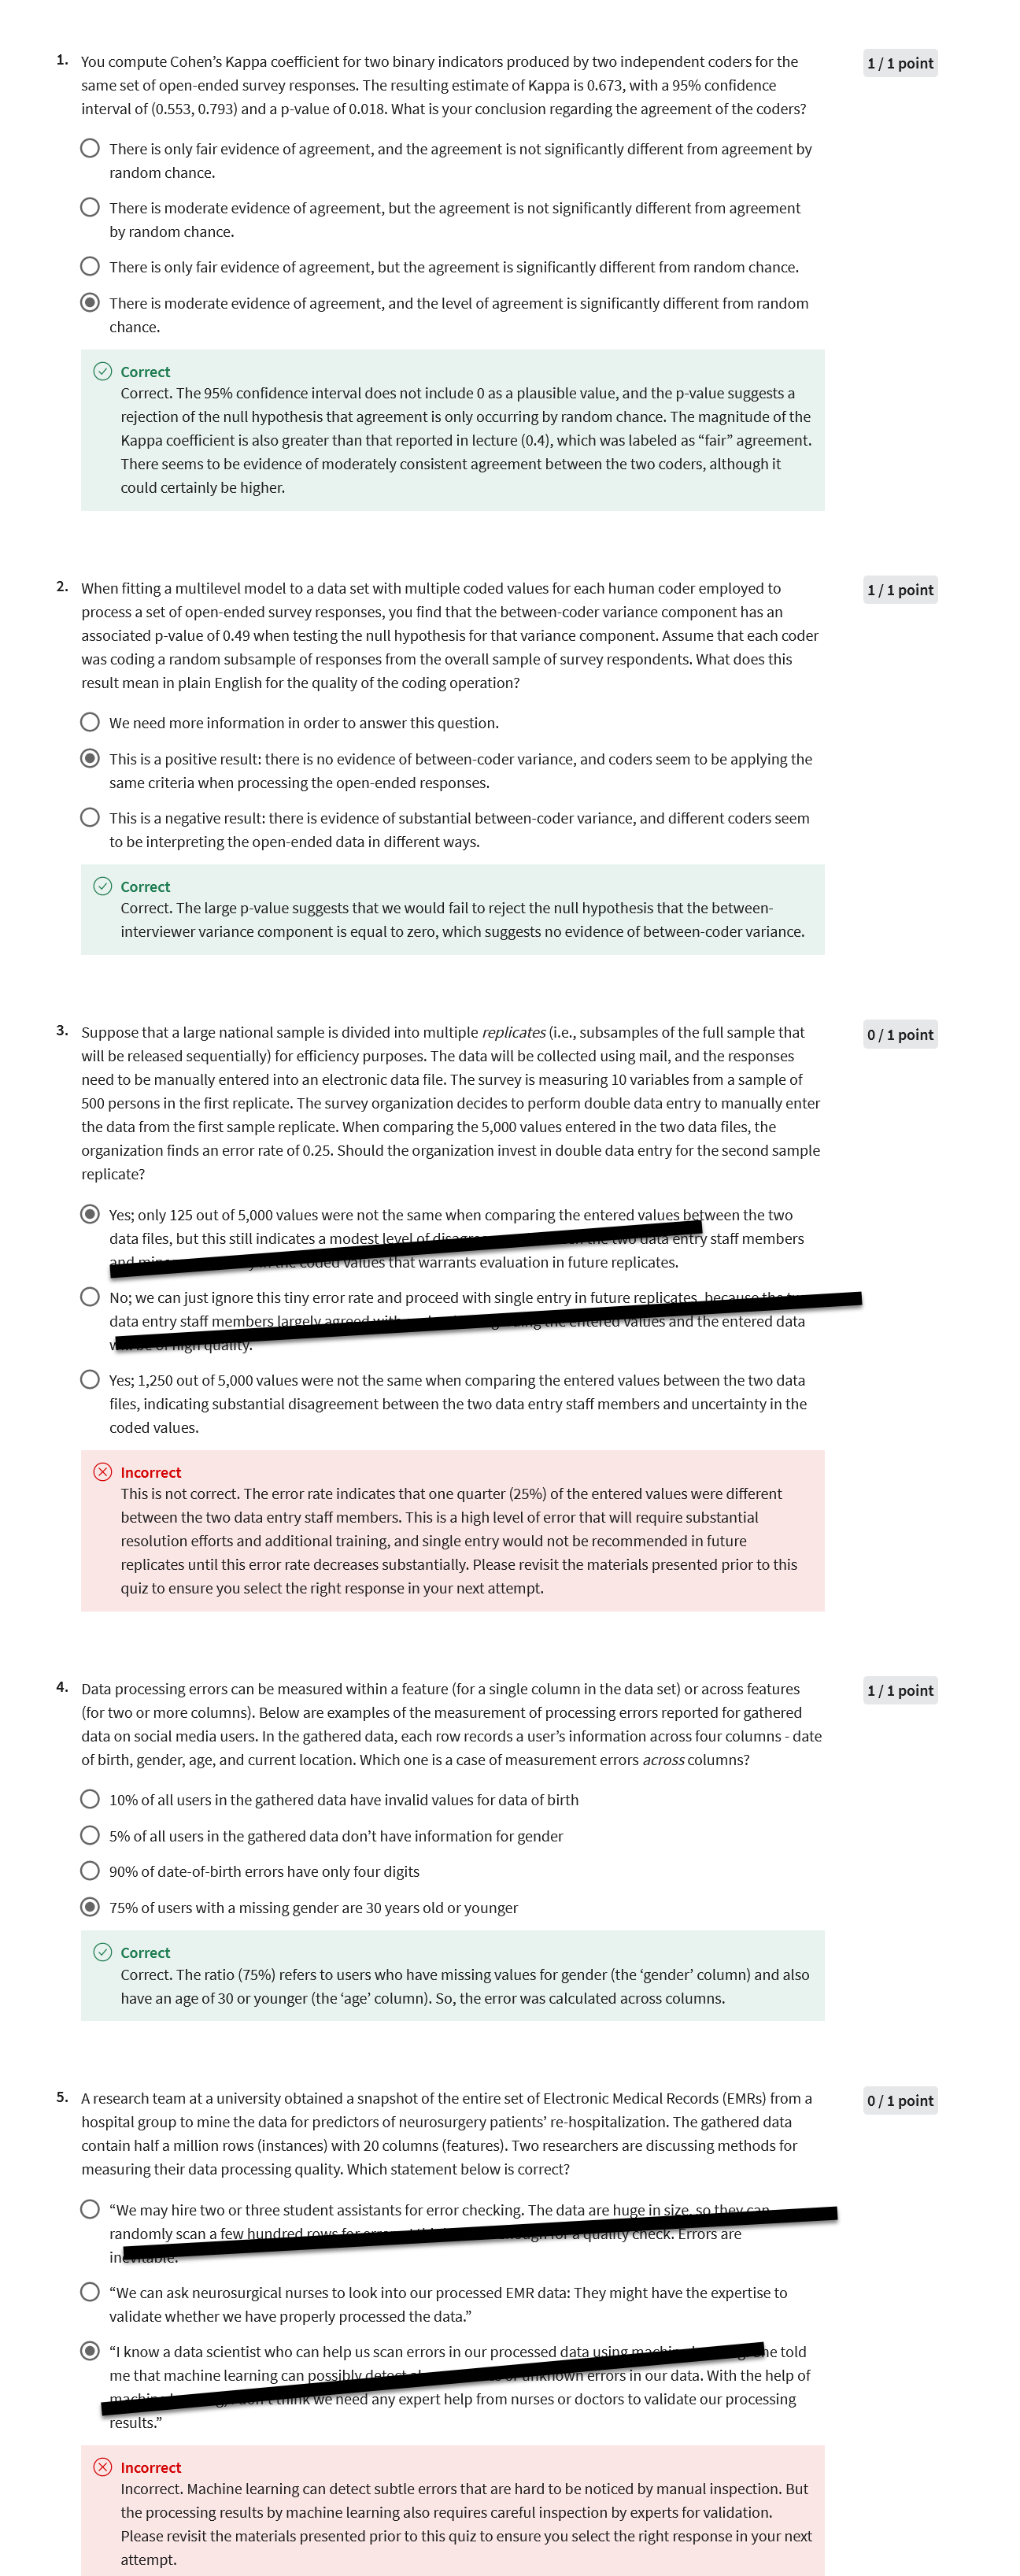 1. You compute Cohen’s Kappa coefficient for two binary indicators produced by two independent coders for the
1 / 1 point
same set of open-ended survey responses. The resulting estimate of Kappa is 0.673, with a 95% confidence
interval of (0.553, 0.793) and a p-value of 0.018. What is your conclusion regarding the agreement of the coders?
There is only fair evidence of agreement, and the agreement is not significantly different from agreement by
random chance.
There is moderate evidence of agreement, but the agreement is not significantly different from agreement
by random chance.
There is only fair evidence of agreement, but the agreement is significantly different from random chance.
There is moderate evidence of agreement, and the level of agreement is significantly different from random
chance.
Correct
Correct. The 95% confidence interval does not include 0 as a plausible value, and the p-value suggests a
rejection of the null hypothesis that agreement is only occurring by random chance. The magnitude of the
Kappa coefficient is also greater than that reported in lecture (0.4), which was labeled as “fair” agreement.
There seems to be evidence of moderately consistent agreement between the two coders, although it
could certainly be higher.
2. When fitting a multilevel model to a data set with multiple coded values for each human coder employed to
1 / 1 point
process a set of open-ended survey responses, you find that the between-coder variance component has an
associated p-value of 0.49 when testing the null hypothesis for that variance component. Assume that each coder
was coding a random subsample of responses from the overall sample of survey respondents. What does this
result mean in plain English for the quality of the coding operation?
We need more information in order to answer this question.
This is a positive result: there is no evidence of between-coder variance, and coders seem to be applying the
same criteria when processing the open-ended responses.
This is a negative result: there is evidence of substantial between-coder variance, and different coders seem
to be interpreting the open-ended data in different ways.
Correct
Correct. The large p-value suggests that we would fail to reject the null hypothesis that the between-
interviewer variance component is equal to zero, which suggests no evidence of between-coder variance.
3. Suppose that a large national sample is divided into multiple replicates (i.e., subsamples of the full sample that
0 / 1 point
will be released sequentially) for efficiency purposes. The data will be collected using mail, and the responses
need to be manually entered into an electronic data file. The survey is measuring 10 variables from a sample of
500 persons in the first replicate. The survey organization decides to perform double data entry to manually enter
the data from the first sample replicate. When comparing the 5,000 values entered in the two data files, the
organization finds an error rate of 0.25. Should the organization invest in double data entry for the second sample
replicate?
Yes; only 125 out of 5,000 values were not the same when comparing the entered values between the two
data files, but this still indicates a modest level of two data entry staff members
and coded values that warrants evaluation in future replicates.
No; we can just ignore this tiny error rate and proceed with single entry in future replicates, because
data entry staff members largely agreed the entered values and the entered data
of high quality.
Yes; 1,250 out of 5,000 values were not the same when comparing the entered values between the two data
files, indicating substantial disagreement between the two data entry staff members and uncertainty in the
coded values.
Incorrect
This is not correct. The error rate indicates that one quarter (25%) of the entered values were different
between the two data entry staff members. This is a high level of error that will require substantial
resolution efforts and additional training, and single entry would not be recommended in future
replicates until this error rate decreases substantially. Please revisit the materials presented prior to this
quiz to ensure you select the right response in your next attempt.
4. Data processing errors can be measured within a feature (for a single column in the data set) or across features
1 / 1 point
(for two or more columns). Below are examples of the measurement of processing errors reported for gathered
data on social media users. In the gathered data, each row records a user’s information across four columns - date
of birth, gender, age, and current location. Which one is a case of measurement errors across columns?
10% of all users in the gathered data have invalid values for data of birth
5% of all users in the gathered data don’t have information for gender
90% of date-of-birth errors have only four digits
75% of users with a missing gender are 30 years old or younger
Correct
Correct. The ratio (75%) refers to users who have missing values for gender (the ‘gender’ column) and also
have an age of 30 or younger (the ‘age’ column). So, the error was calculated across columns.
5. A research team at a university obtained a snapshot of the entire set of Electronic Medical Records (EMRs) from a
0 / 1 point
hospital group to mine the data for predictors of neurosurgery patients’ re-hospitalization. The gathered data
contain half a million rows (instances) with 20 columns (features). Two researchers are discussing methods for
measuring their data processing quality. Which statement below is correct?
“We may hire two or three student assistants for error checking. The data are huge in size, so they can
randomly scan a few hundred rows for a quality check. Errors are
inevitable.
“We can ask neurosurgical nurses to look into our processed EMR data: They might have the expertise to
validate whether we have properly processed the data.”
“I know a data scientist who can help us scan errors in our processed data using told
me that machine learning can possibly detect unknown errors in our data. With the help of
think we need any expert help from nurses or doctors to validate our processing
results.”
Incorrect
Incorrect. Machine learning can detect subtle errors that are hard to be noticed by manual inspection. But
the processing results by machine learning also requires careful inspection by experts for validation.
Please revisit the materials presented prior to this quiz to ensure you select the right response in your next
attempt.